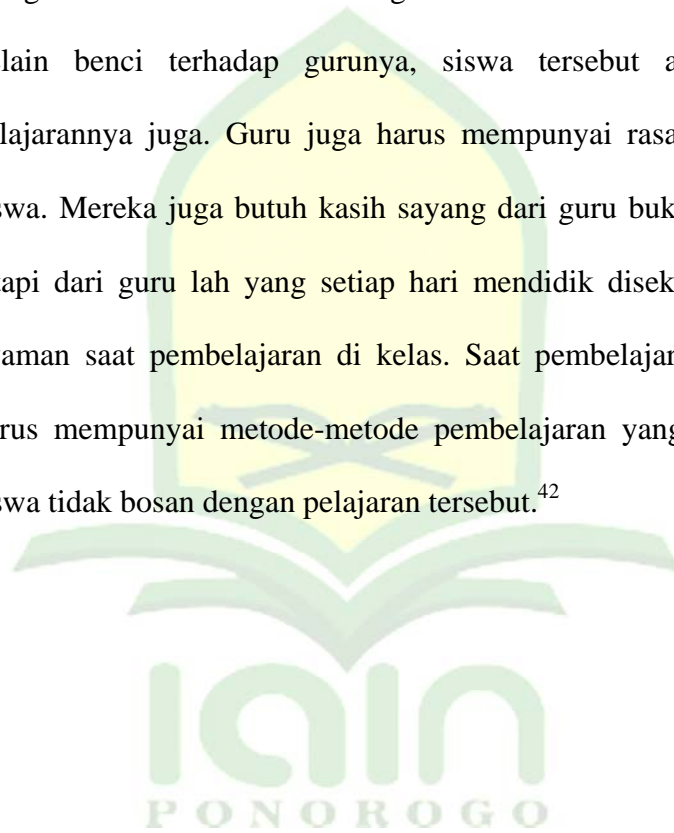 lain benci terhadap gurunya, siswa tersebut a
lajarannya juga. Guru juga harus mempunyai rasa
swa. Mereka juga butuh kasih sayang dari guru buk
api dari guru lah yang setiap hari mendidik disek
aman saat pembelajaran di kelas. Saat pembelajar
rus mempunyai metode-metode pembelajaran yang
swa tidak bosan dengan pelajaran tersebut.42
IAIN
PONOROGO